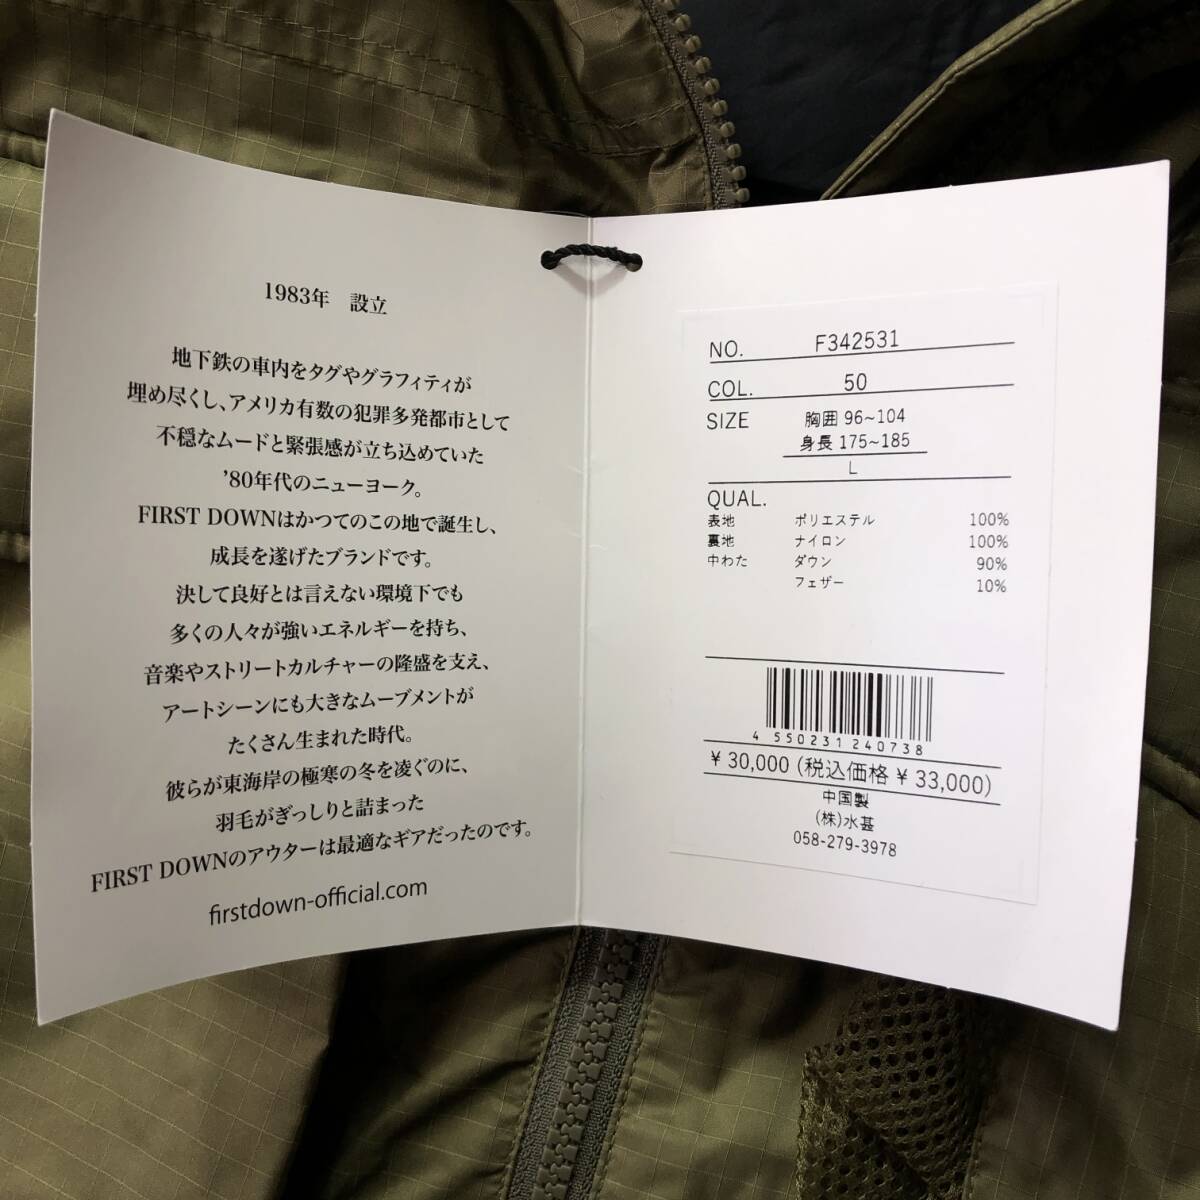 1983年 設立
地下鉄の車内をタグやグラフィティが
埋め尽くし、アメリカ有数の犯罪多発都市として
不穏なムードと緊張感が立ち込めていた
'80年代のニューヨーク。
FIRST DOWNはかつてのこの地で誕生し、
成長を遂げたブランドです。
決して良好とは言えない環境下でも
多くの人々が強いエネルギーを持ち、
音楽やストリートカルチャーの隆盛を支え、
アートシーンにも大きなムーブメントが
たくさん生まれた時代。
彼らが東海岸の極寒の冬を凌ぐのに、
羽毛がぎっしりと詰まった
FIRST DOWNのアウターは最適なギアだったのです。
firstdown-official.com
NO. F342531
COL. 50
SIZE 胸囲 96~104
身長 175~185
L
QUAL.
表地 ポリエステル 100%
裏地 ナイロン 100%
中わた ダウン 90%
フェザー 10%
4 550231 240738
¥ 30,000 (税込価格 ¥ 33,000)
中国製
(株)水甚
058-279-3978